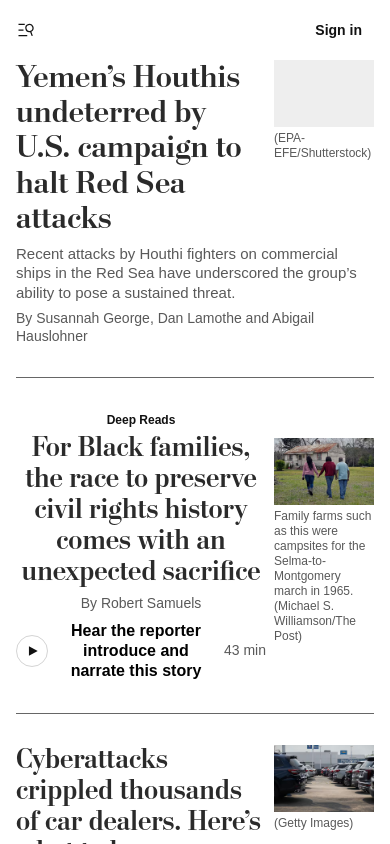 Sign in
Yemen’s Houthis
undeterred by
U.S. campaign to
halt Red Sea
attacks
(EPA-
EFE/Shutterstock)
Recent attacks by Houthi fighters on commercial
ships in the Red Sea have underscored the group’s
ability to pose a sustained threat.
By Susannah George, Dan Lamothe and Abigail
Hauslohner
Deep Reads
For Black families,
the race to preserve
civil rights history
comes with an
unexpected sacrifice
By Robert Samuels
Hear the reporter
introduce and
narrate this story
43 min
Family farms such
as this were
campsites for the
Selma-to-
Montgomery
march in 1965.
(Michael S.
Williamson/The
Post)
Cyberattacks
crippled thousands
of car dealers. Here’s
(Getty Images)